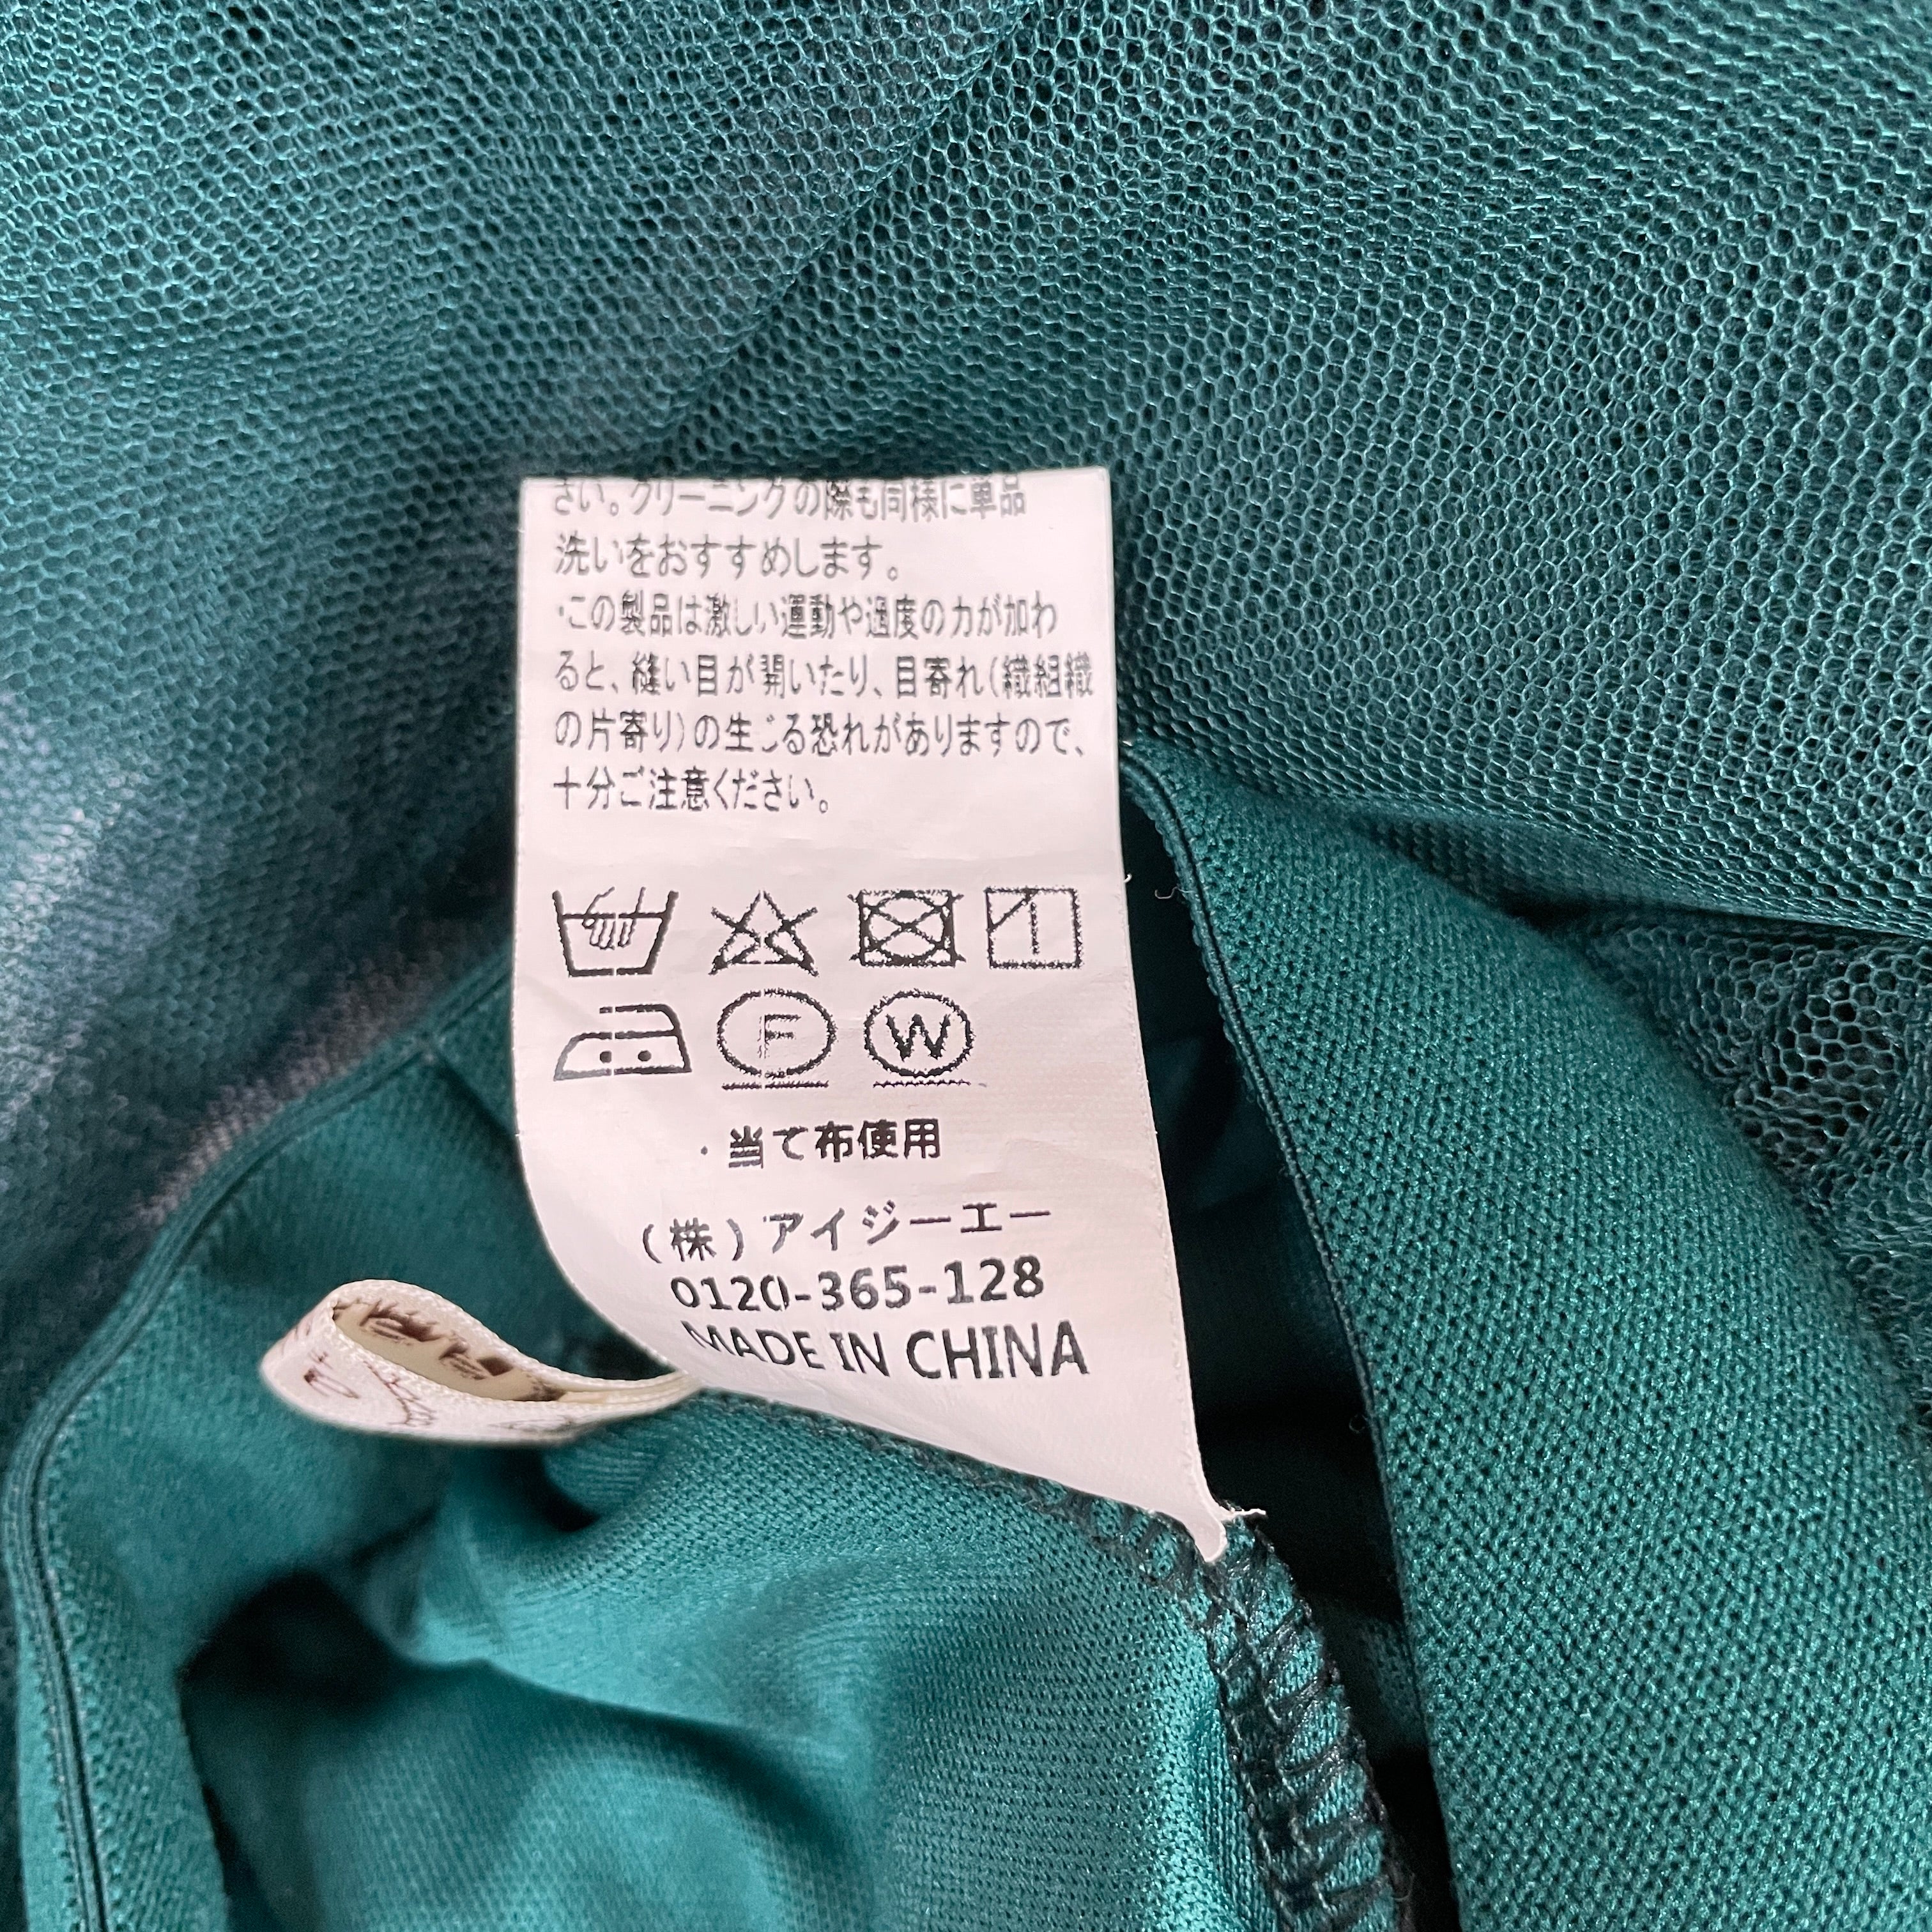 さい。クリーニングの際も同様に単品
洗いをおすすめします。
・この製品は激しい運動や過度の力が加わ
ると、縫い目が開いたり、目寄れ(織組織
の片寄り)の生じる恐れがありますので、
十分ご注意ください。
F W
・当て布使用
(株)アイジーエー
0120-365-128
MADE IN CHINA